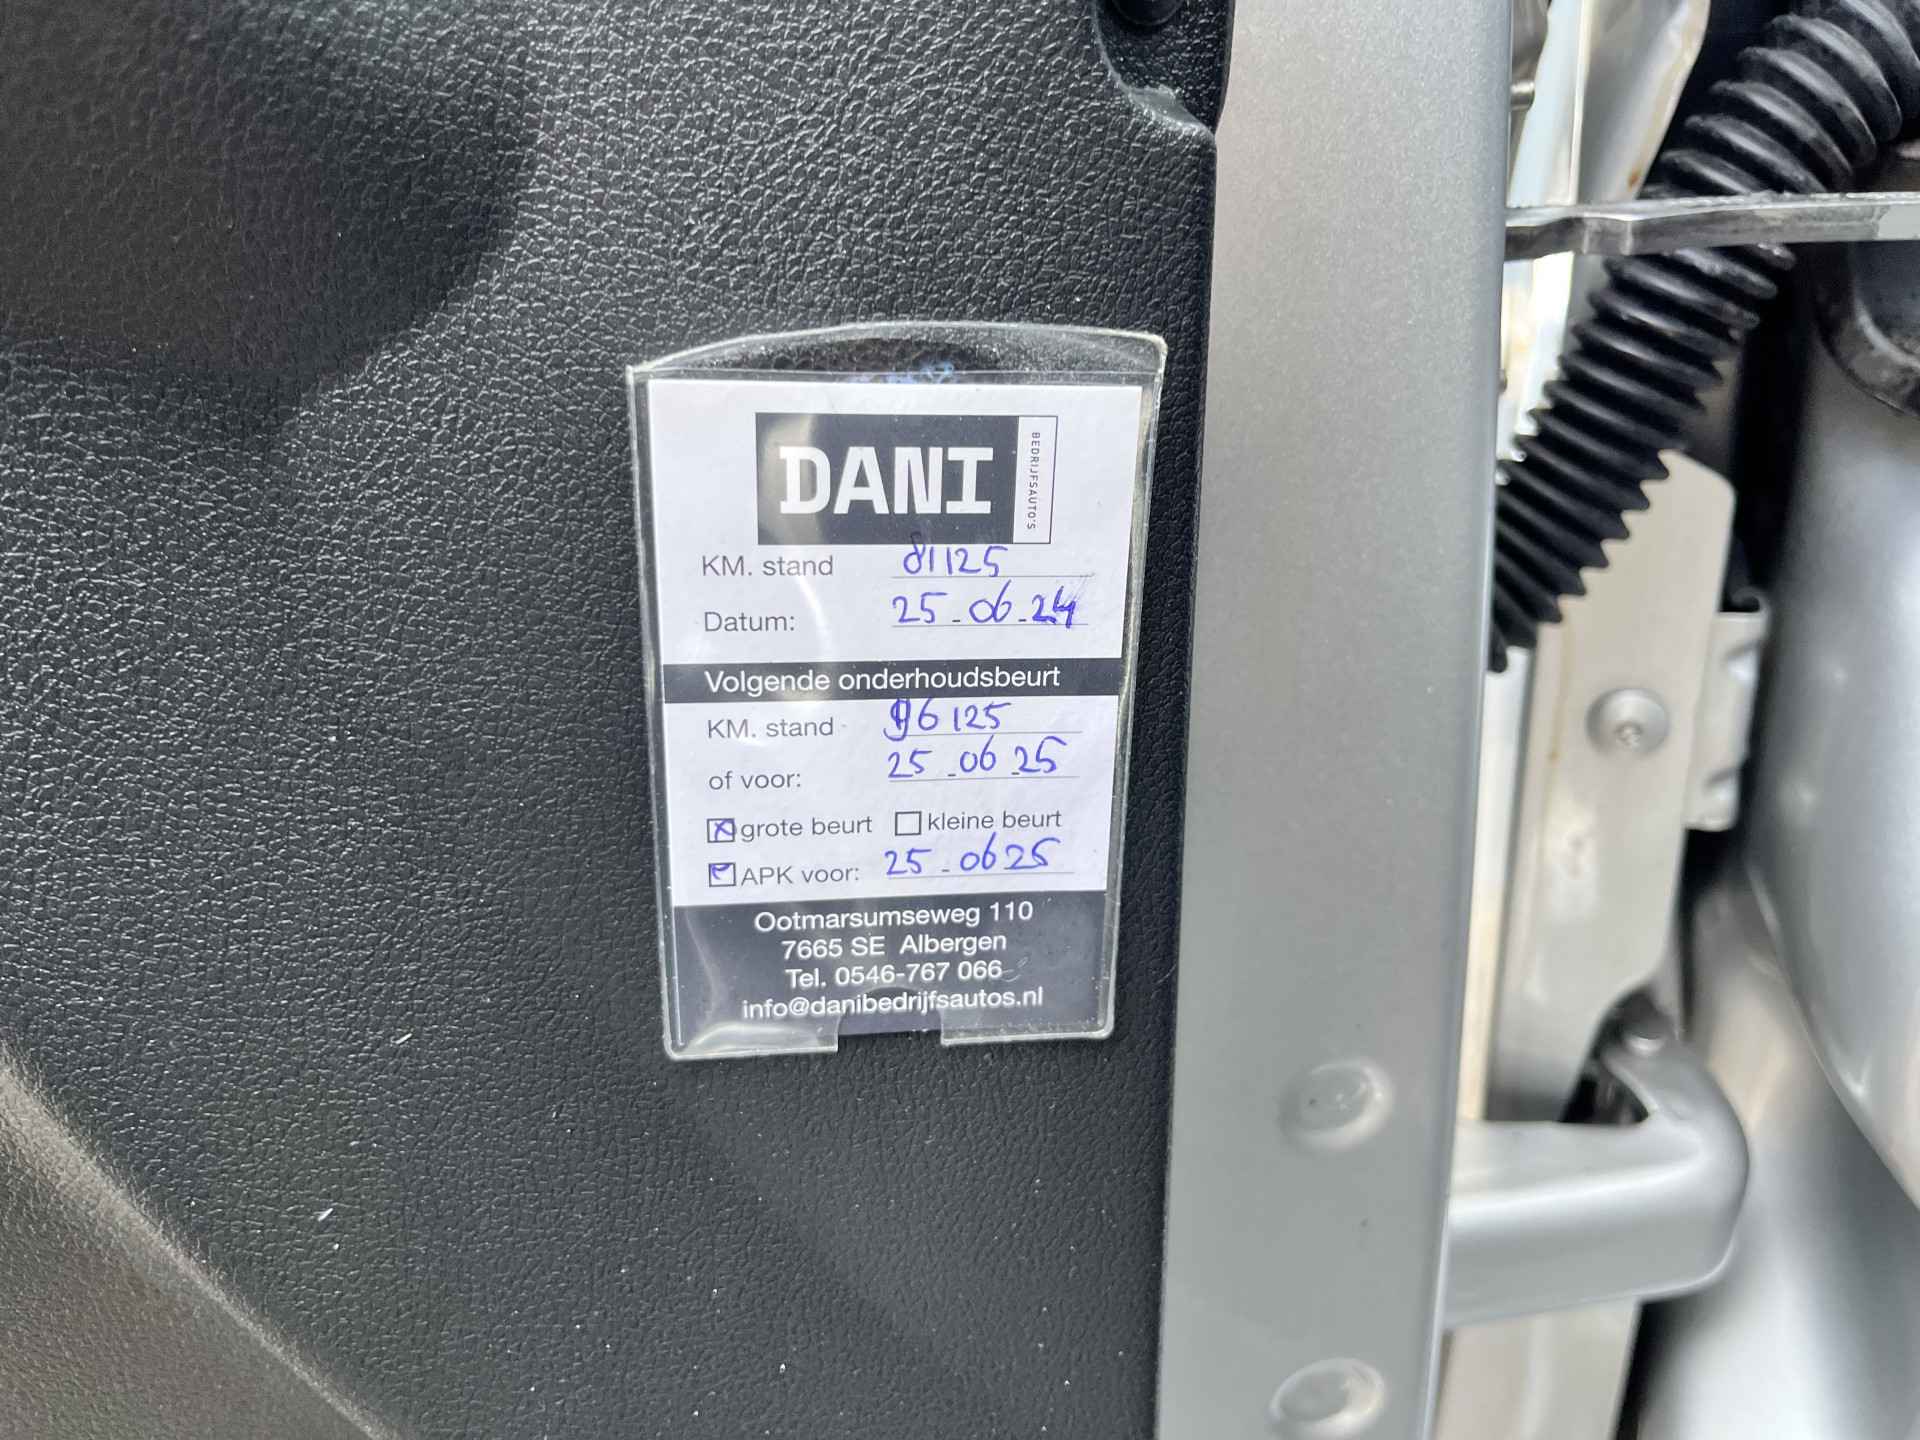 DANI
BEDRIJFSAUTO'S
KM. stand 81125
Datum: 25-06-24
Volgende onderhoudsbeurt
KM. stand 96125
of voor: 25-06-25
grote beurt kleine beurt
APK voor: 25-06 25
Ootmarsumseweg 110
7665 SE Albergen
Tel. 0546-767 066
info@danibedrijfsautos.nl